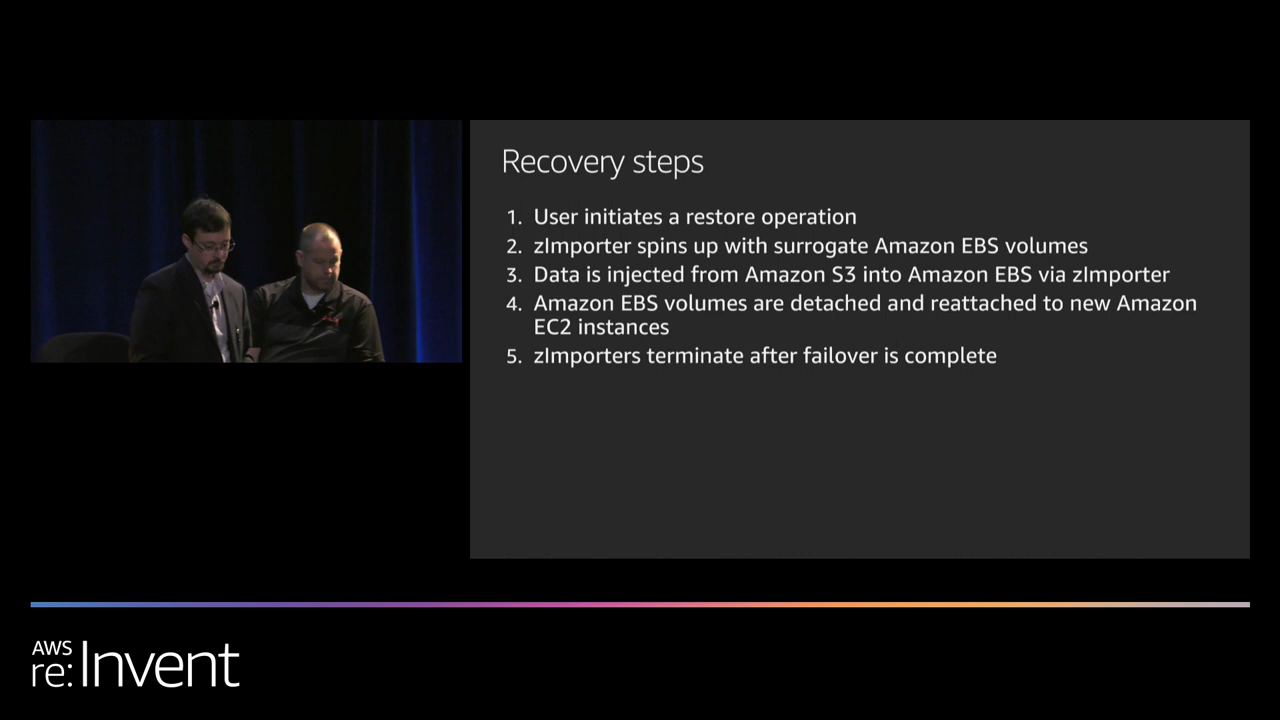 Recovery steps
1. User initiates a restore operation
2. zImporter spins up with surrogate Amazon EBS volumes
3. Data is injected from Amazon S3 into Amazon EBS via zImporter
4. Amazon EBS volumes are detached and reattached to new Amazon
EC2 instances
5. zImporters terminate after failover is complete
AWS
re:Invent